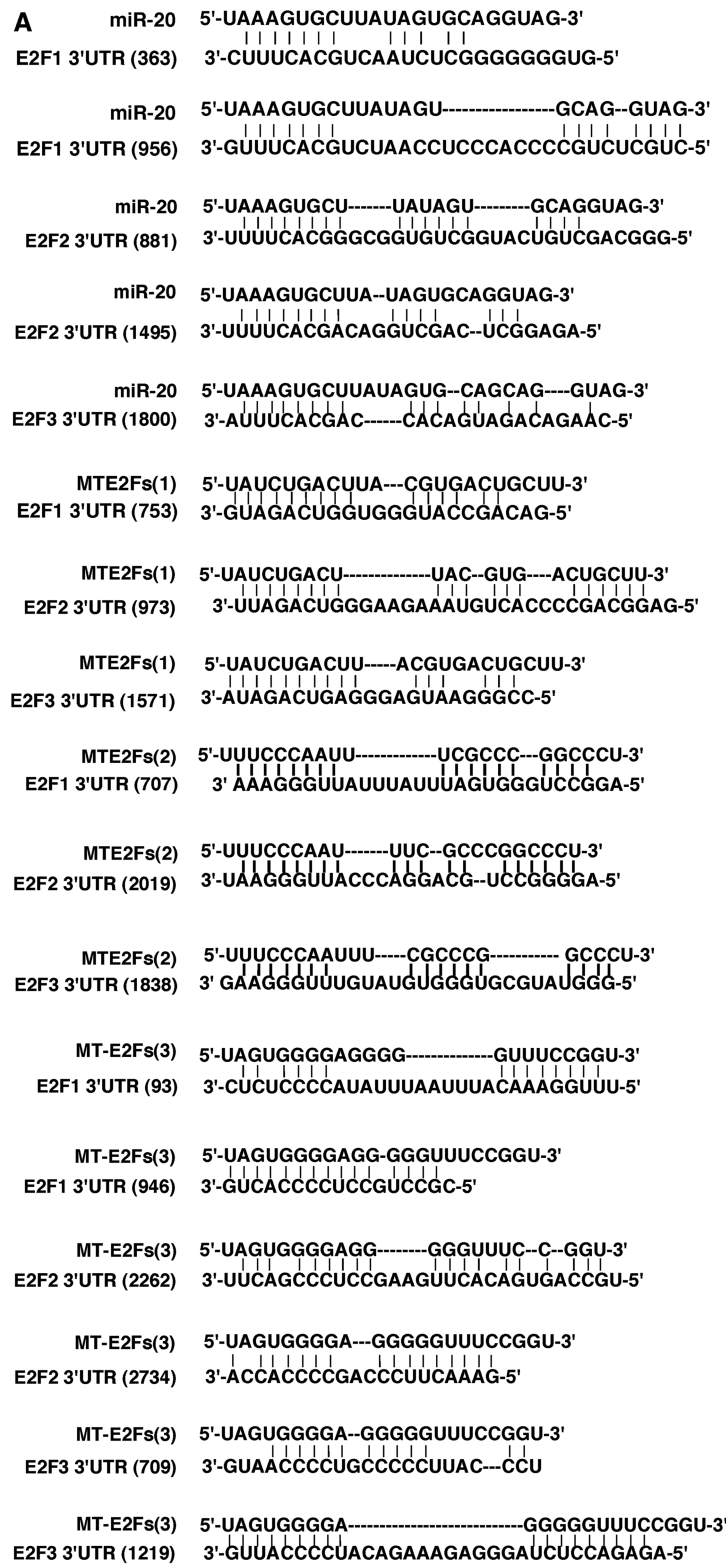 A
miR-20 5'-UAAAGUGCUUAUAGUGCAGGUAG-3'
E2F1 3'UTR (363) 3'-CUUUCACGUCAAUCUCGGGGGGGUG-5'
miR-20 5'-UAAAGUGCUUAUAGU----------------GCAG--GUAG-3'
E2F1 3'UTR (956) 3'-GUUUCACGUCUAACCUCCCACCCCGUCUCGUC-5'
miR-20 5'-UAAAGUGCU-------UAUAGU---------GCAGGUAG-3'
E2F2 3'UTR (881) 3'-UUUUCACGGGCGGUGUCGGUACUGUCGACGGG-5'
miR-20 5'-UAAAGUGCUUA--UAGUGCAGGUAG-3'
E2F2 3'UTR (1495) 3'-UUUUCACGACAGGUCGAC--UCGGAGA-5'
miR-20 5'-UAAAGUGCUUAUAGUG--CAGCAG----GUAG-3'
E2F3 3'UTR (1800) 3'-AUUUCACGAC------CACAGUAGACAGAAC-5'
MTE2Fs(1) 5'-UAUCUGACUUA---CGUGACUGCUU-3'
E2F1 3'UTR (753) 3'-GUAGACUGGUGGGUACCGACAG-5'
MTE2Fs(1) 5'-UAUCUGACU--------------UAC--GUG----ACUGCUU-3'
E2F2 3'UTR (973) 3'-UUAGACUGGGAAGAAAUGUCACCCCGACGGAG-5'
MTE2Fs(1) 5'-UAUCUGACUU-----ACGUGACUGCUU-3'
E2F3 3'UTR (1571) 3'-AUAGACUGAGGGAGUAAGGGCC-5'
MTE2Fs(2) 5'-UUUCCCAAUU-------------UCGCCC---GGCCCU-3'
E2F1 3'UTR (707) 3' AAAGGGUUAUUUAUUUAGUGGGUCCGGA-5'
MTE2Fs(2) 5'-UUUCCCAAU-------UUC--GCCCGGCCCU-3'
E2F2 3'UTR (2019) 3'-UAAGGGUUACCCAGGACG--UCCGGGGA-5'
MTE2Fs(2) 5'-UUUCCCAAUUU-----CGCCCG----------- GCCCU-3'
E2F3 3'UTR (1838) 3' GAAGGGUUUGUAUGUGGGUGCGUAUGGG-5'
MT-E2Fs(3) 5'-UAGUGGGGAGGGG--------------GUUUCCGGU-3'
E2F1 3'UTR (93) 3'-CUCUCCCCAUAUUUAAUUUACAAAGGUUU-5'
MT-E2Fs(3) 5'-UAGUGGGGAGG-GGGUUUCCGGU-3'
E2F1 3'UTR (946) 3'-GUCACCCCUCCGUCCGC-5'
MT-E2Fs(3) 5'-UAGUGGGGAGG--------GGGUUUC--C--GGU-3'
E2F2 3'UTR (2262) 3'-UUCAGCCCUCCGAAGUUCACAGUGACCGU-5'
MT-E2Fs(3) 5'-UAGUGGGGA---GGGGGUUUCCGGU-3'
E2F2 3'UTR (2734) 3'-ACCACCCCGACCCUUCAAAG-5'
MT-E2Fs(3) 5'-UAGUGGGGA--GGGGGUUUCCGGU-3'
E2F3 3'UTR (709) 3'-GUAACCCCUGCCCCCUUAC---CCU
MT-E2Fs(3) 5'-UAGUGGGGA-------------------------GGGGGUUUCCGGU-3'
E2F3 3'UTR (1219) 3'-GUUACCCCUACAGAAAGAGGGAUCUCCAGAGA-5'